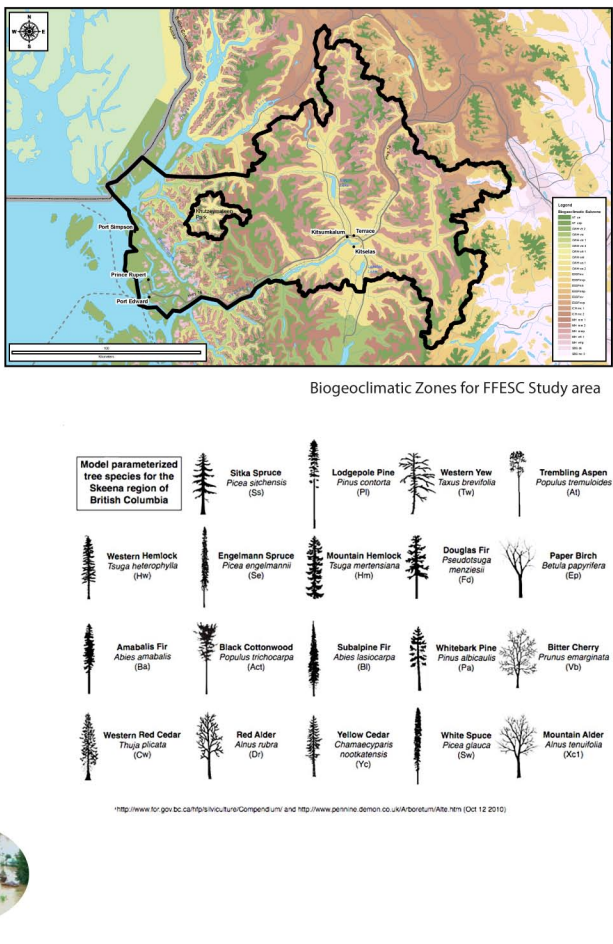 N
W E
S
Khutzeymateen
Park
Port Simpson
Kitsumkalum
Terrace
Kitselas
Prince Rupert
Port Edward
Legend
Biogeoclimatic Subzones
Kilometers
Biogeoclimatic Zones for FFESC Study area
Model parameterized
tree species for the
Skeena region of
British Columbia
Sitka Spruce
Picea sitchensis
(Ss)
Lodgepole Pine
Pinus contorta
(Pl)
Western Yew
Taxus brevifolia
(Tw)
Trembling Aspen
Populus tremuloides
(At)
Western Hemlock
Tsuga heterophylla
(Hw)
Engelmann Spruce
Picea engelmannii
(Se)
Mountain Hemlock
Tsuga mertensiana
(Hm)
Douglas Fir
Pseudotsuga
menziesii
(Fd)
Paper Birch
Betula papyrifera
(Ep)
Amabalis Fir
Abies amabalis
(Ba)
Black Cottonwood
Populus trichocarpa
(Act)
Subalpine Fir
Abies lasiocarpa
(Bl)
Whitebark Pine
Pinus albicaulis
(Pa)
Bitter Cherry
Prunus emarginata
(Vb)
Western Red Cedar
Thuja plicata
(Cw)
Red Alder
Alnus rubra
(Dr)
Yellow Cedar
Chamaecyparis
nootkatensis
(Yc)
White Spuce
Picea glauca
(Sw)
Mountain Alder
Alnus tenuifolia
(Xc1)
http://www.for.gov.bc.ca/hfp/silviculture/Compendium/ and http://www.pennine.demon.co.uk/Arboretum/Alte.htm (Oct 12 2010)